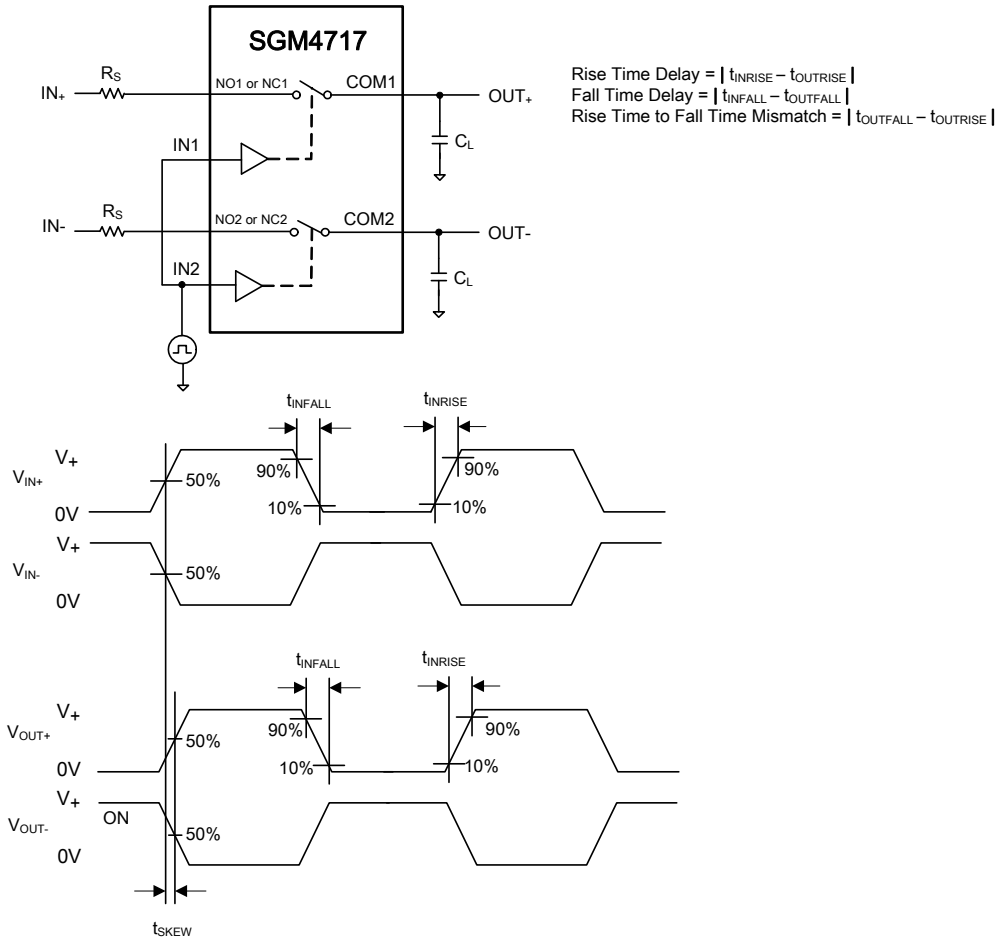 SGM4717
Rise Time Delay = | tINRISE – tOUTRISE |
Fall Time Delay = | tINFALL – tOUTFALL |
Rise Time to Fall Time Mismatch = | tOUTFALL – tOUTRISE |
IN+
RS
NO1 or NC1
COM1
OUT+
CL
IN1
IN-
RS
NO2 or NC2
COM2
OUT-
CL
IN2
tINFALL
tINRISE
V+
VIN+
0V
50%
90%
10%
90%
10%
V+
VIN-
0V
50%
tINFALL
tINRISE
V+
VOUT+
0V
50%
90%
10%
90%
10%
V+
VOUT-
0V
ON
50%
tSKEW